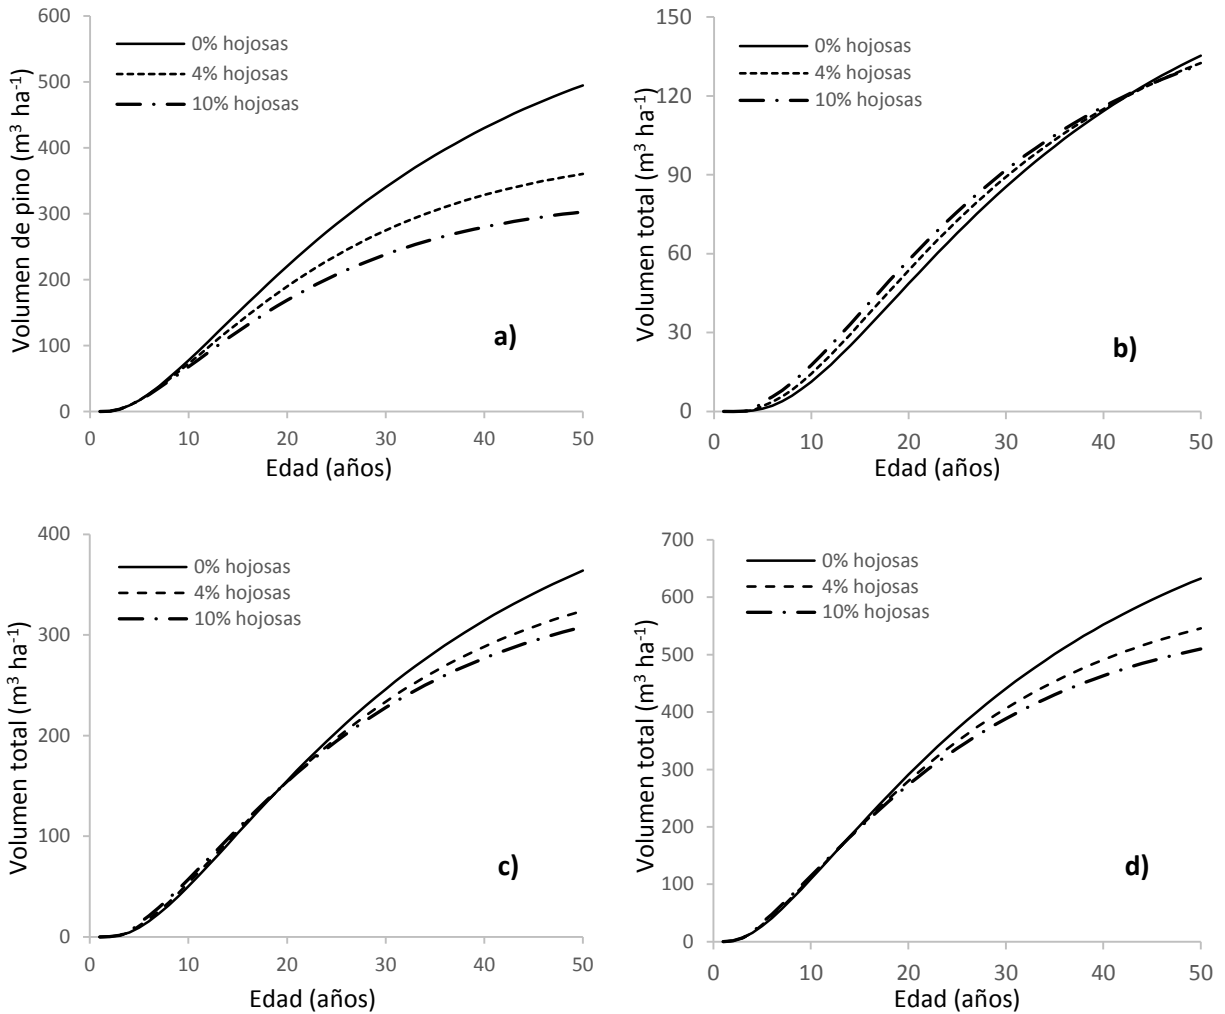 600
500
400
300
200
100
0
0 10 20 30 40 50
Volumen de pino (m³ ha⁻¹)
Edad (años)
0% hojosas
4% hojosas
10% hojosas
a)
150
120
90
60
30
0
0 10 20 30 40 50
Volumen total (m³ ha⁻¹)
Edad (años)
0% hojosas
4% hojosas
10% hojosas
b)
400
300
200
100
0
0 10 20 30 40 50
Volumen total (m³ ha⁻¹)
Edad (años)
0% hojosas
4% hojosas
10% hojosas
c)
700
600
500
400
300
200
100
0
0 10 20 30 40 50
Volumen total (m³ ha⁻¹)
Edad (años)
0% hojosas
4% hojosas
10% hojosas
d)